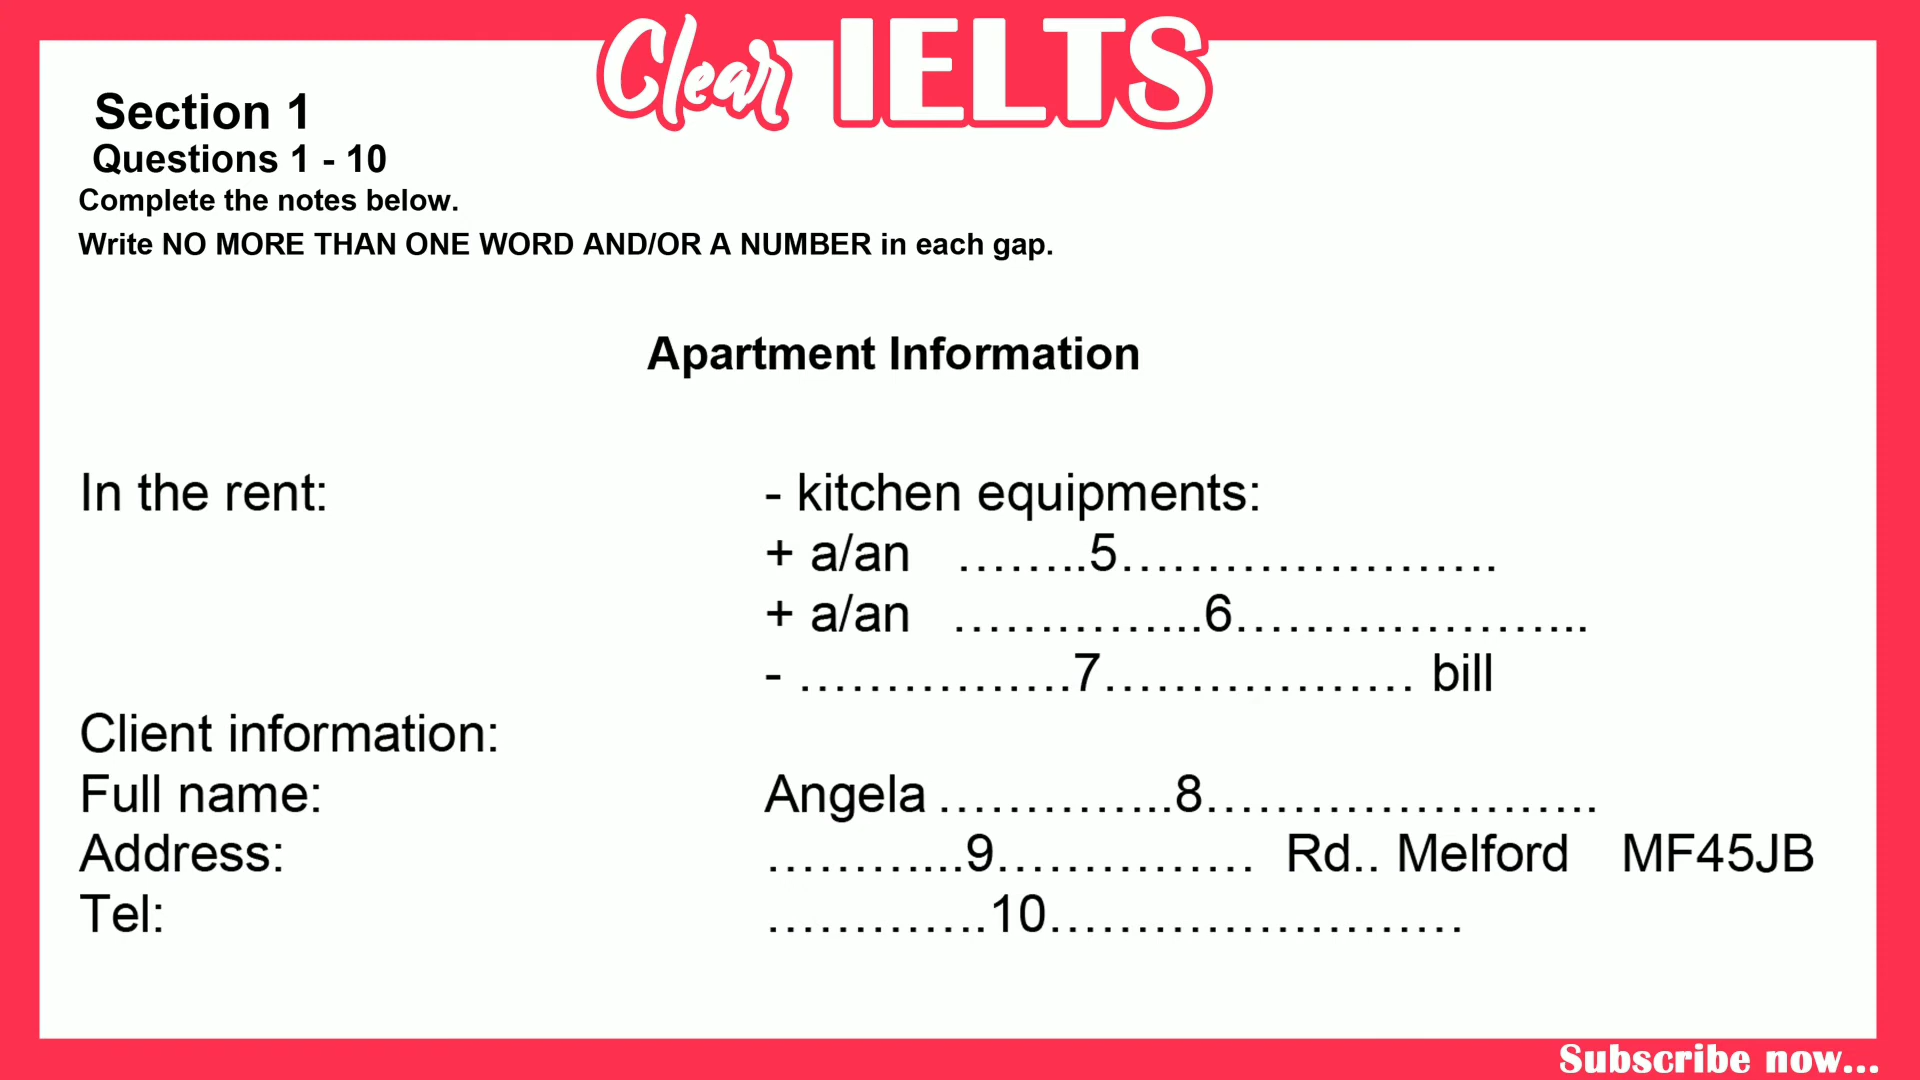 Clear IELTS
Section 1
Questions 1 - 10
Complete the notes below.
Write NO MORE THAN ONE WORD AND/OR A NUMBER in each gap.
Apartment Information
In the rent: - kitchen equipments:
+ a/an ……..5…………………….
+ a/an …………...6…………………..
- ……………..7………………… bill
Client information:
Full name: Angela …………..8…………………….
Address: ………....9……………… Rd.. Melford MF45JB
Tel: ………….10………………………
Subscribe now...